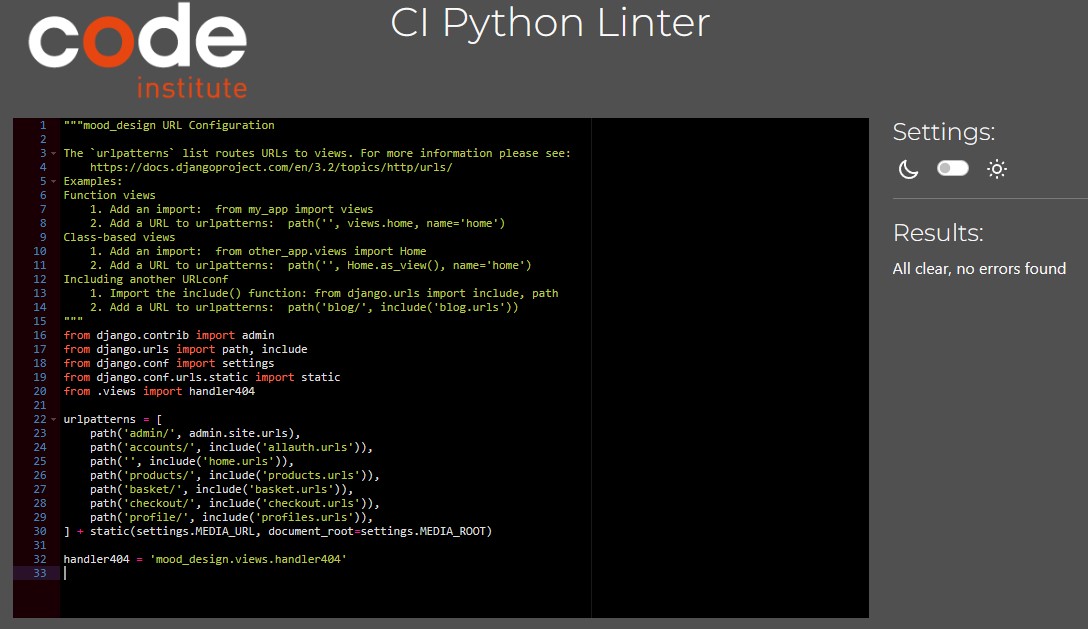 code
institute
CI Python Linter
1 """mood_design URL Configuration
2
3 The `urlpatterns` list routes URLs to views. For more information please see:
4     https://docs.djangoproject.com/en/3.2/topics/http/urls/
5 Examples:
6 Function views
7     1. Add an import:  from my_app import views
8     2. Add a URL to urlpatterns:  path('', views.home, name='home')
9 Class-based views
10     1. Add an import:  from other_app.views import Home
11     2. Add a URL to urlpatterns:  path('', Home.as_view(), name='home')
12 Including another URLconf
13     1. Import the include() function: from django.urls import include, path
14     2. Add a URL to urlpatterns:  path('blog/', include('blog.urls'))
15 """
16 from django.contrib import admin
17 from django.urls import path, include
18 from django.conf import settings
19 from django.conf.urls.static import static
20 from .views import handler404
21
22 urlpatterns = [
23     path('admin/', admin.site.urls),
24     path('accounts/', include('allauth.urls')),
25     path('', include('home.urls')),
26     path('products/', include('products.urls')),
27     path('basket/', include('basket.urls')),
28     path('checkout/', include('checkout.urls')),
29     path('profile/', include('profiles.urls')),
30 ] + static(settings.MEDIA_URL, document_root=settings.MEDIA_ROOT)
31
32 handler404 = 'mood_design.views.handler404'
33
Settings:
Results:
All clear, no errors found